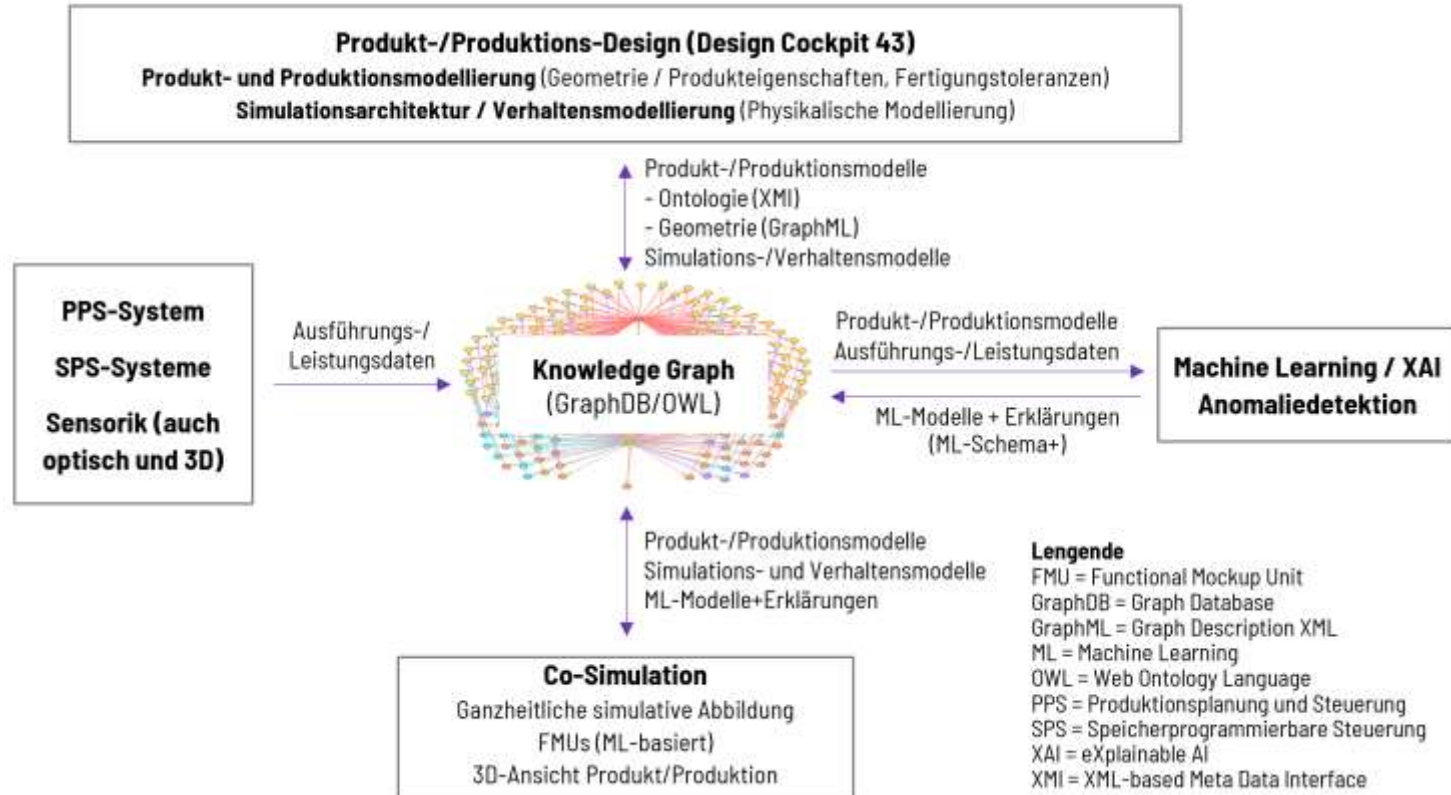 Produkt-/Produktions-Design (Design Cockpit 43)
Produkt- und Produktionsmodellierung (Geometrie / Produkteigenschaften, Fertigungstoleranzen)
Simulationsarchitektur / Verhaltensmodellierung (Physikalische Modellierung)
Produkt-/Produktionsmodelle
- Ontologie (XMI)
- Geometrie (GraphML)
Simulations-/Verhaltensmodelle
PPS-System
SPS-Systeme
Sensorik (auch
optisch und 3D)
Ausführungs-/
Leistungsdaten
Knowledge Graph
(GraphDB/OWL)
Produkt-/Produktionsmodelle
Ausführungs-/Leistungsdaten
ML-Modelle + Erklärungen
(ML-Schema+)
Machine Learning / XAI
Anomaliedetektion
Produkt-/Produktionsmodelle
Simulations- und Verhaltensmodelle
ML-Modelle+Erklärungen
Co-Simulation
Ganzheitliche simulative Abbildung
FMUs (ML-basiert)
3D-Ansicht Produkt/Produktion
Lengende
FMU = Functional Mockup Unit
GraphDB = Graph Database
GraphML = Graph Description XML
ML = Machine Learning
OWL = Web Ontology Language
PPS = Produktionsplanung und Steuerung
SPS = Speicherprogrammierbare Steuerung
XAI = eXplainable AI
XMI = XML-based Meta Data Interface